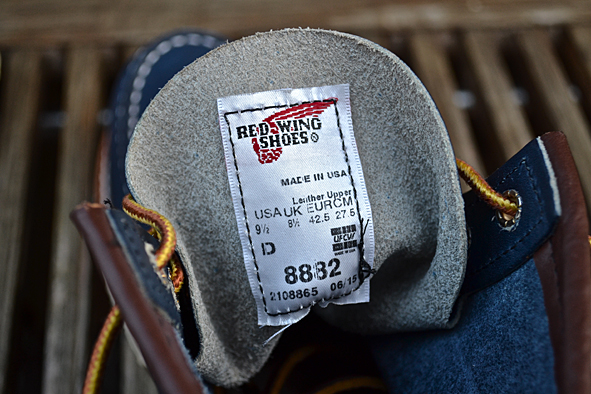 RED WING
SHOES®
MADE IN USA
Leather Upper
USA UK EUR CM
9½ 8½ 42.5 27.5
D
8882
2108865 06/15